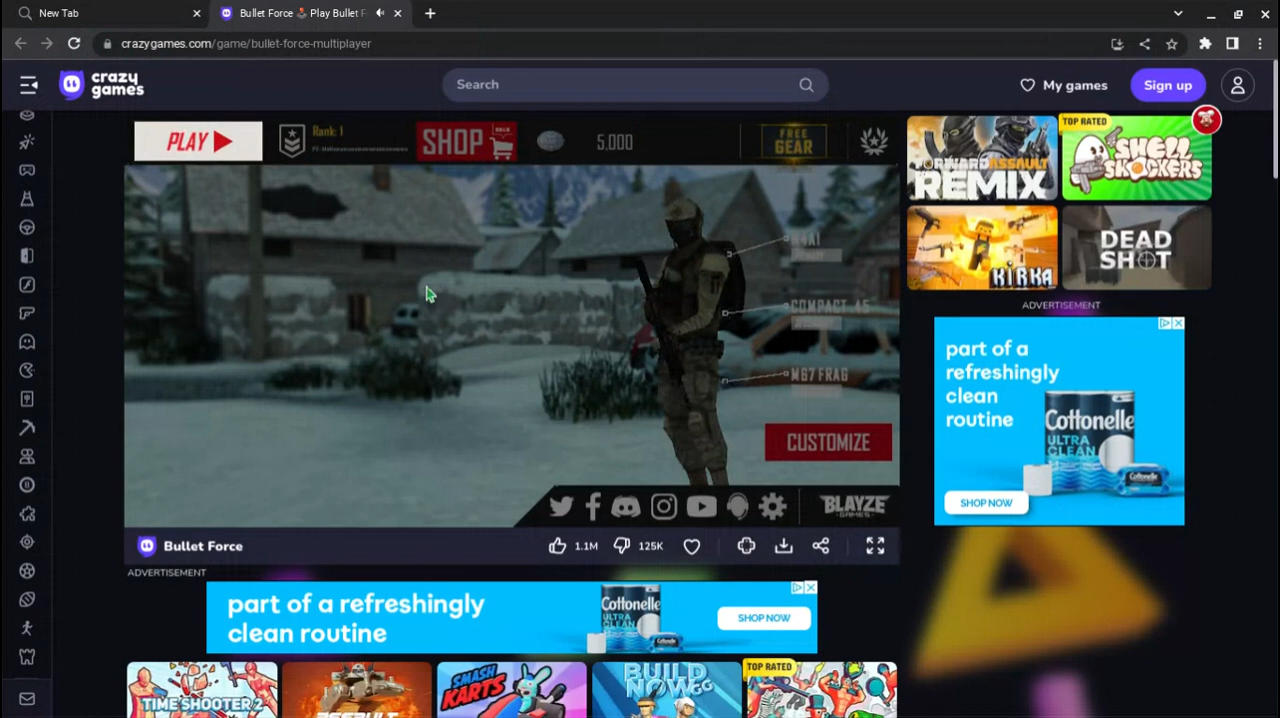 New Tab
Bullet Force 🕹️ Play Bullet F
crazygames.com/game/bullet-force-multiplayer
crazy
games
Search
My games
Sign up
PLAY
Rank: 1
SHOP
SALE
5,000
FREE
GEAR
FORWARD ASSAULT
REMIX
TOP RATED
SHELL
SHOCKERS
KIRKA
DEAD
SHOT
M4A1
COMPACT .45
M67 FRAG
CUSTOMIZE
BLAYZE
GAMES
Bullet Force
1.1M
125K
ADVERTISEMENT
part of a
refreshingly
clean
routine
Cottonelle
ULTRA
CLEAN
SHOP NOW
ADVERTISEMENT
part of a refreshingly
clean routine
Cottonelle
ULTRA
CLEAN
SHOP NOW
TIME SHOOTER 2
SMASH
KARTS
BUILD
NOW GG
TOP RATED